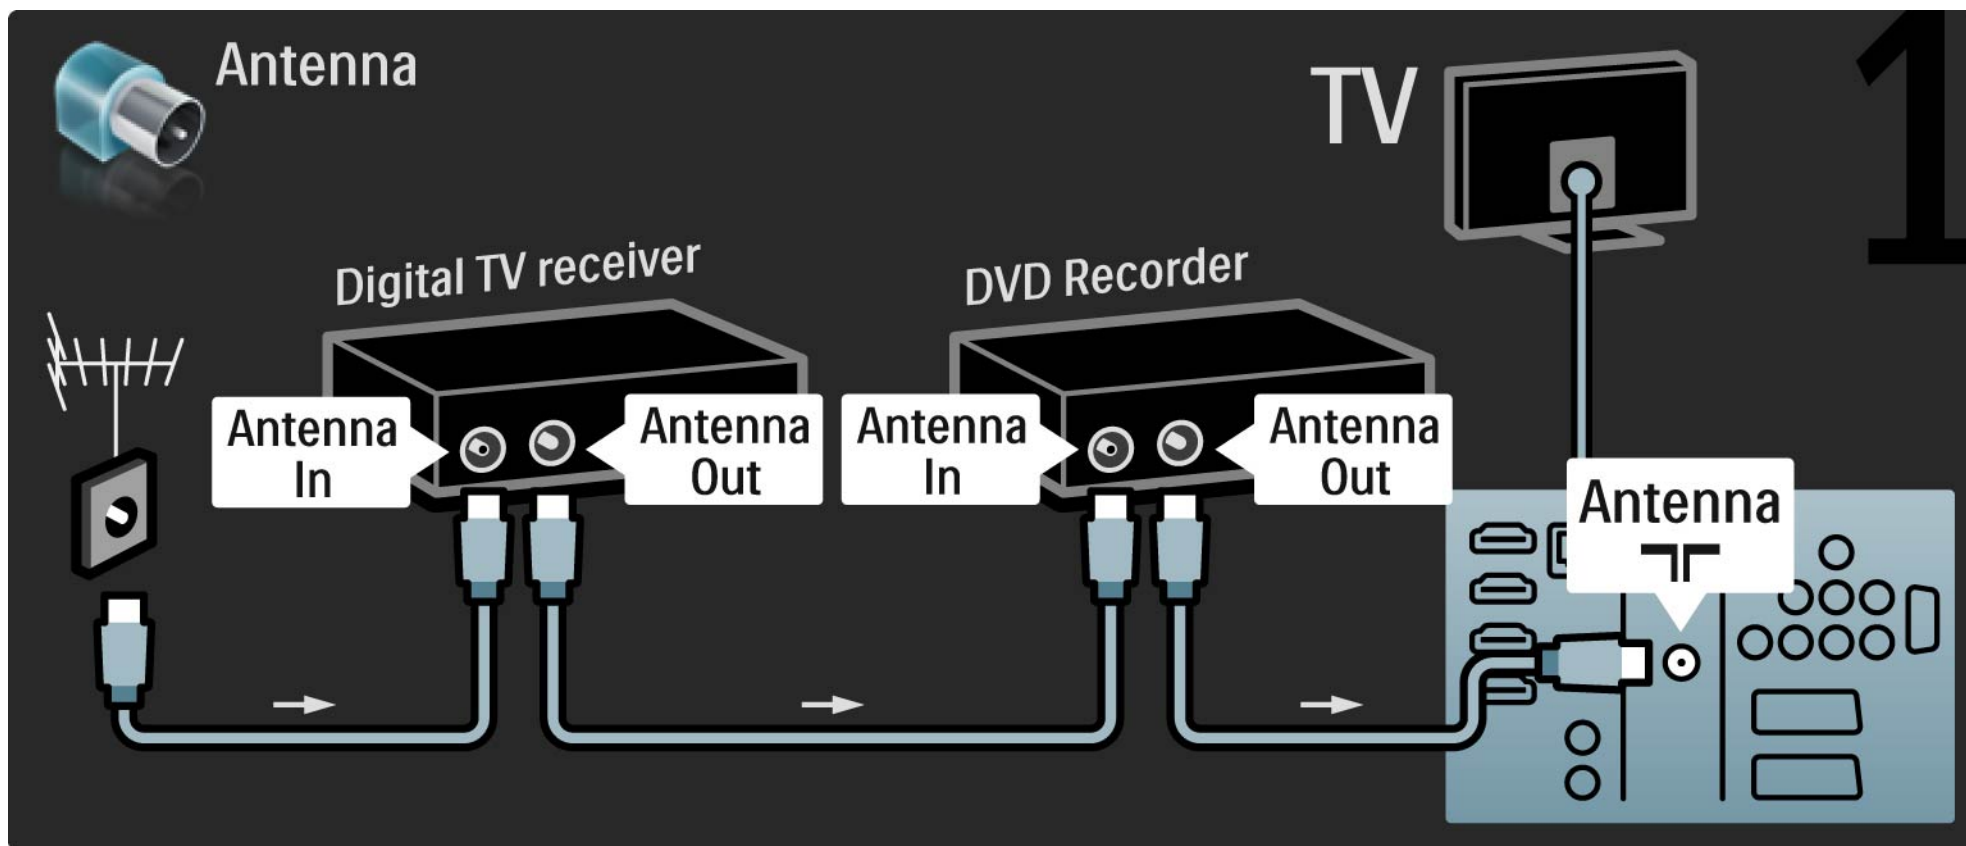 Antenna
TV
1
Digital TV receiver
DVD Recorder
Antenna
In
Antenna
Out
Antenna
In
Antenna
Out
Antenna